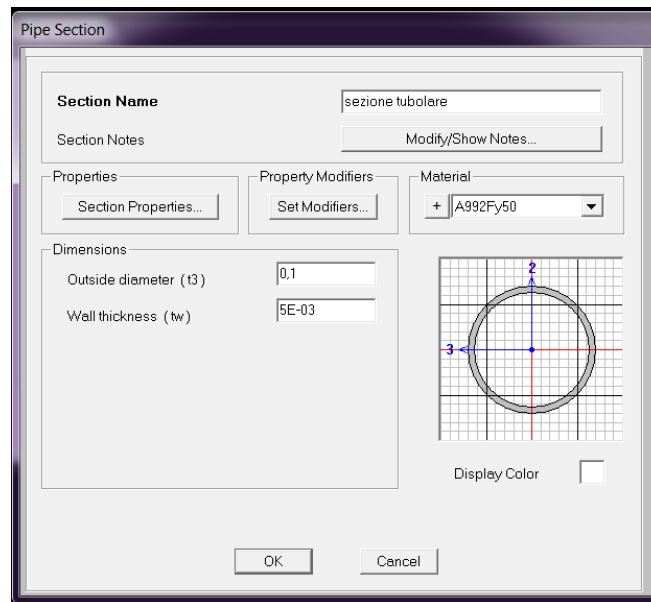 Pipe Section
Section Name sezione tubolare
Section Notes Modify/Show Notes...
Properties Property Modifiers Material
Section Properties... Set Modifiers... + A992Fy50
Dimensions
Outside diameter ( t3 ) 0,1
Wall thickness ( tw ) 5E-03
2
3
Display Color
OK Cancel